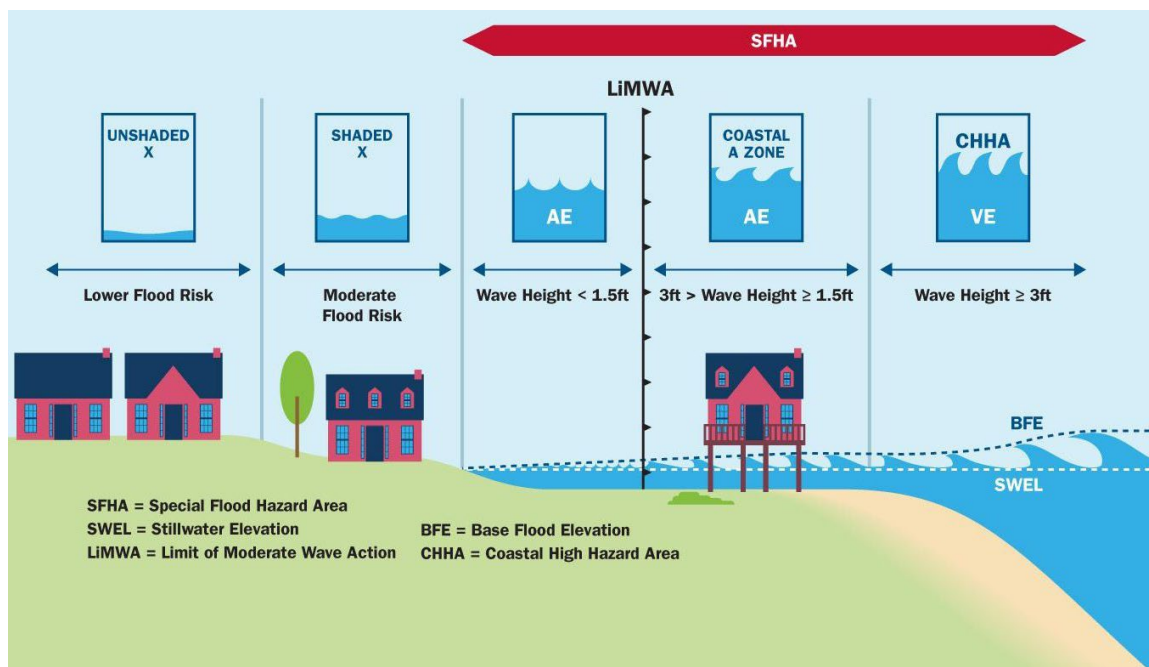 SFHA
LiMWA
UNSHADED
X
SHADED
X
AE
COASTAL
A ZONE
AE
CHHA
VE
Lower Flood Risk
Moderate
Flood Risk
Wave Height < 1.5ft
3ft > Wave Height ≥ 1.5ft
Wave Height ≥ 3ft
BFE
SWEL
SFHA = Special Flood Hazard Area
SWEL = Stillwater Elevation
LiMWA = Limit of Moderate Wave Action
BFE = Base Flood Elevation
CHHA = Coastal High Hazard Area